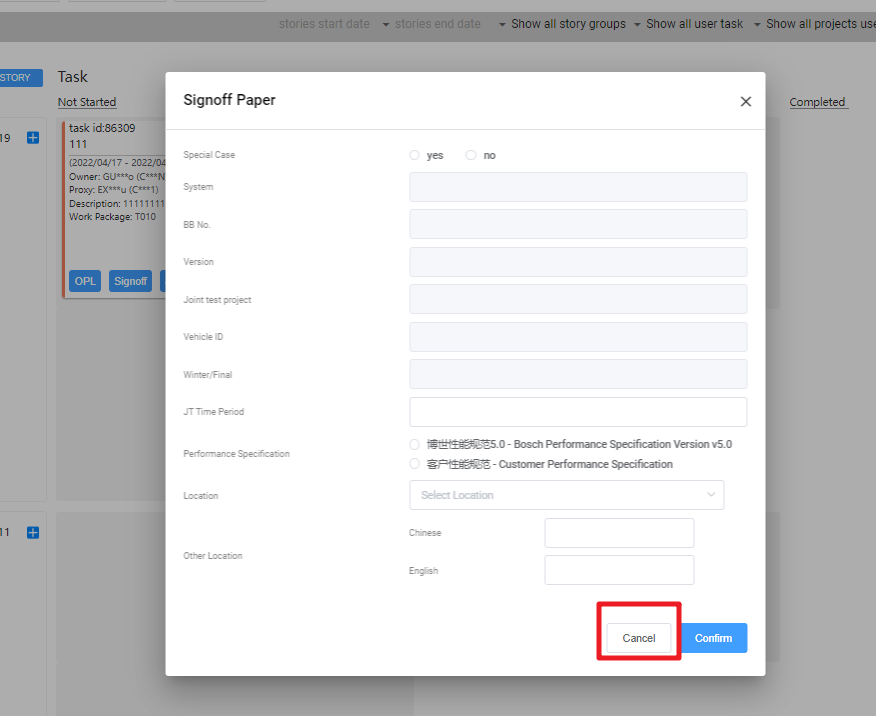 stories start date stories end date Show all story groups Show all user task Show all projects use
STORY
Task
Not Started
Completed
19
task id:86309
111
(2022/04/17 - 2022/04
Owner: GU***o (C***N
Proxy: EX***u (C***1)
Description: 11111111
Work Package: T010
OPL Signoff
11
Signoff Paper
Special Case yes no
System
BB No.
Version
Joint test project
Vehicle ID
Winter/Final
JT Time Period
Performance Specification
博世性能规范5.0 - Bosch Performance Specification Version v5.0
客户性能规范 - Customer Performance Specification
Location Select Location
Other Location
Chinese
English
Cancel Confirm